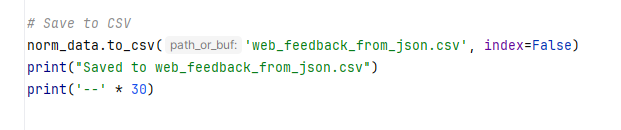 # Save to CSV
norm_data.to_csv( path_or_buf: 'web_feedback_from_json.csv', index=False)
print("Saved to web_feedback_from_json.csv")
print('--' * 30)